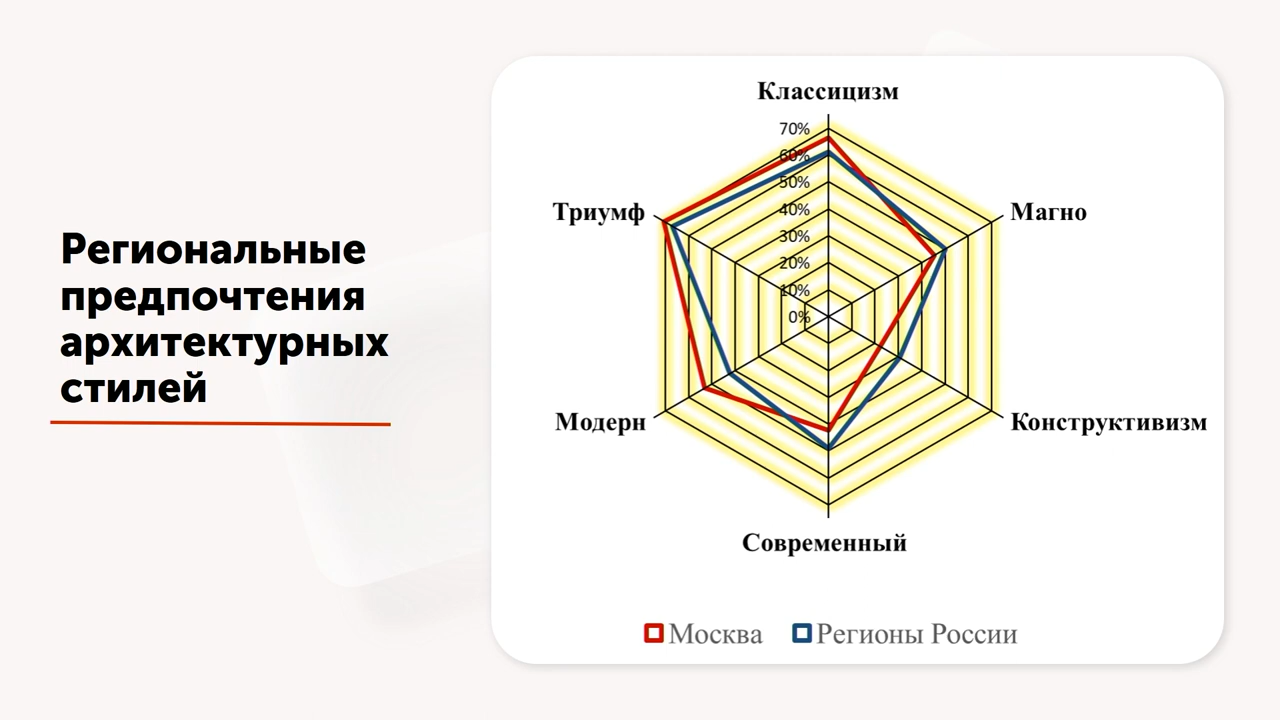 Региональные
предпочтения
архитектурных
стилей
Классицизм
70%
60%
50%
40%
30%
20%
10%
0%
Триумф
Магно
Модерн
Конструктивизм
Современный
Москва
Регионы России